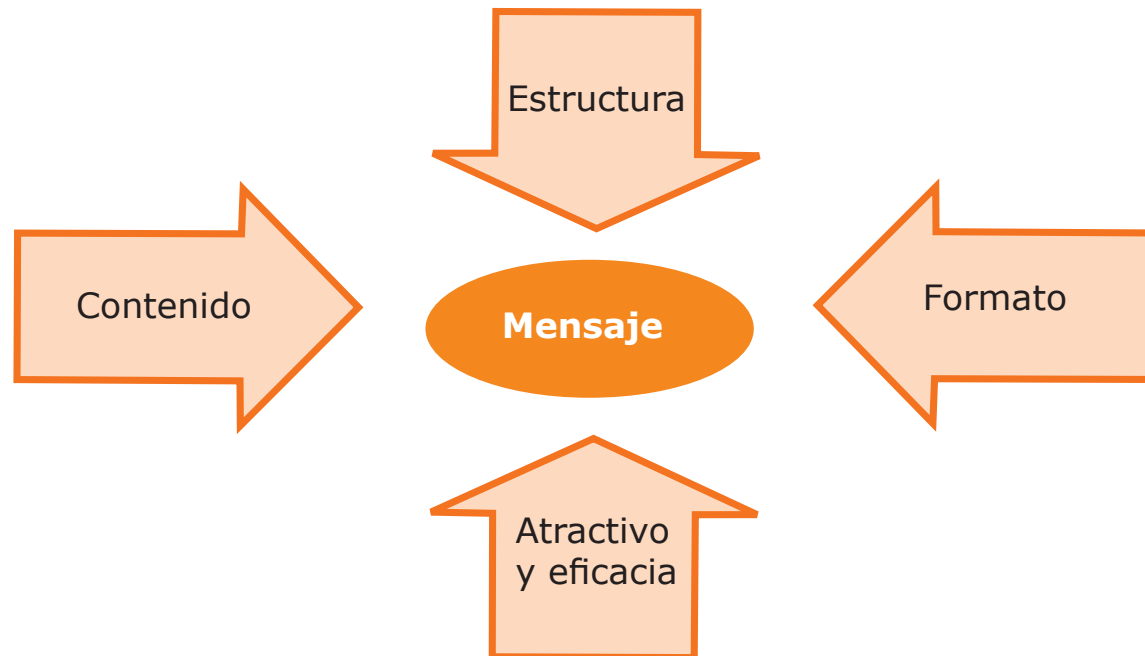 Estructura
Contenido
Formato
Mensaje
Atractivo
y eficacia